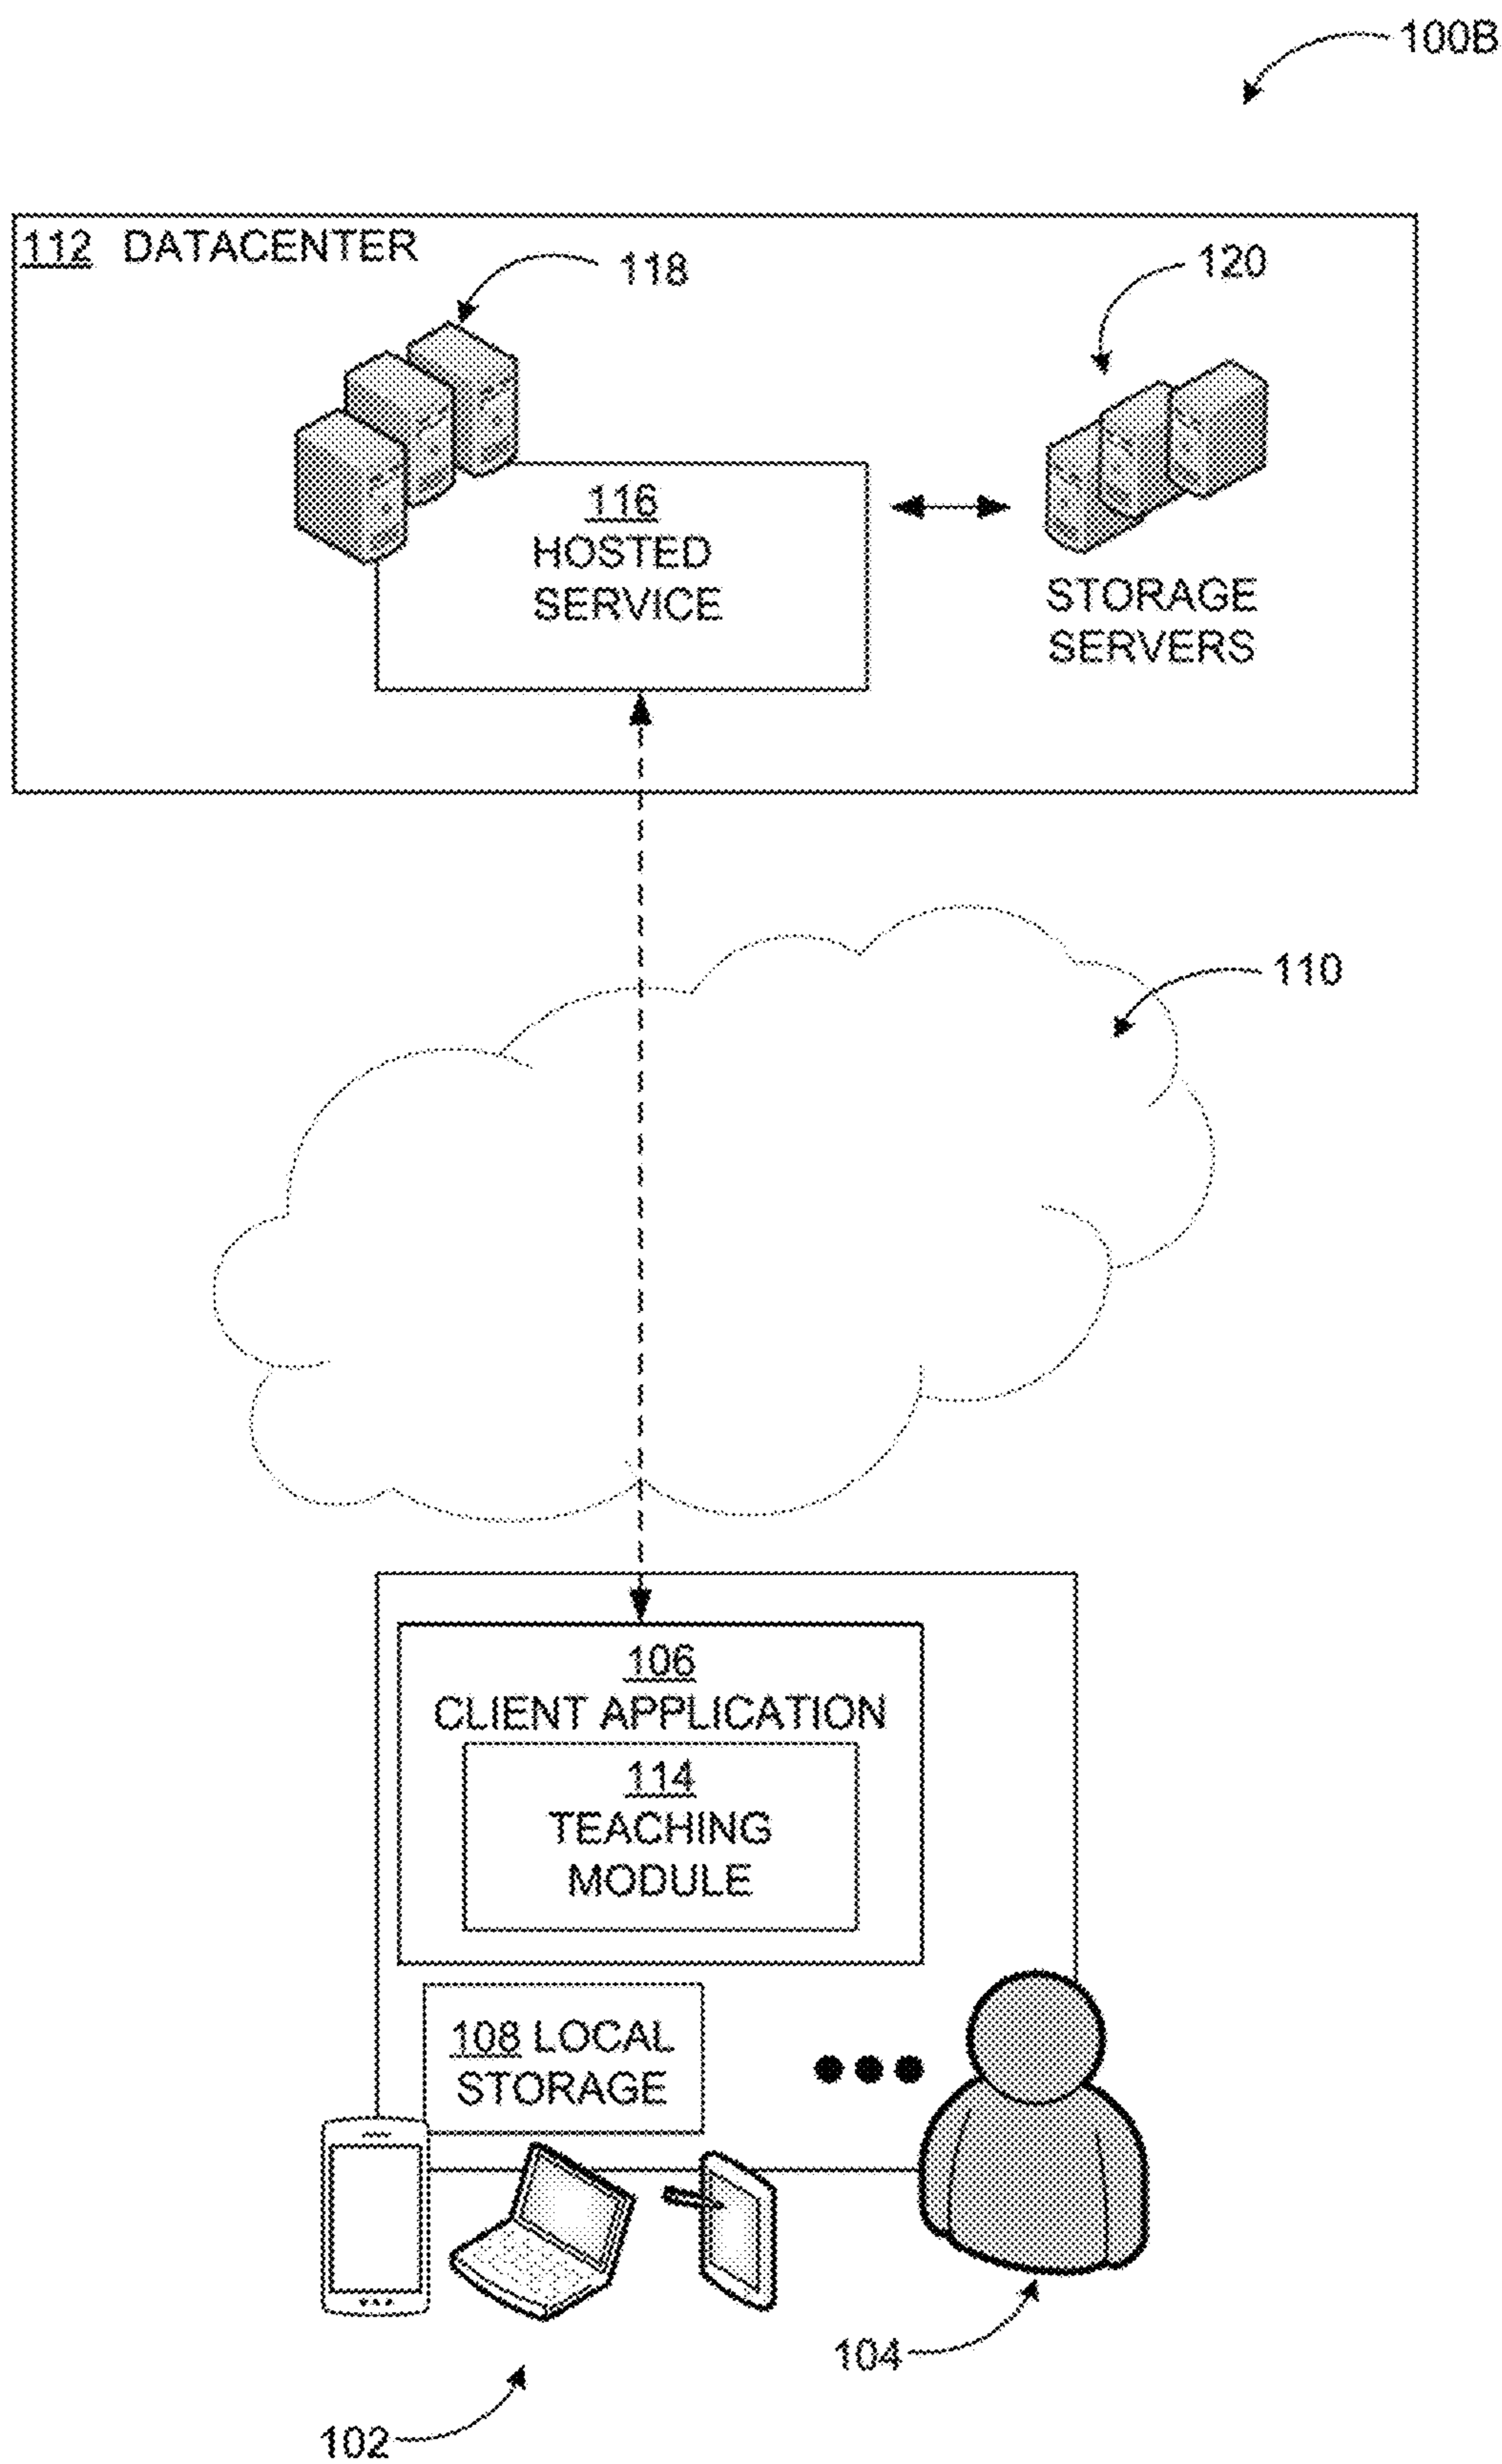 100B
112 DATACENTER
118
120
116
HOSTED
SERVICE
STORAGE
SERVERS
110
106
CLIENT APPLICATION
114
TEACHING
MODULE
108 LOCAL
STORAGE
104
102